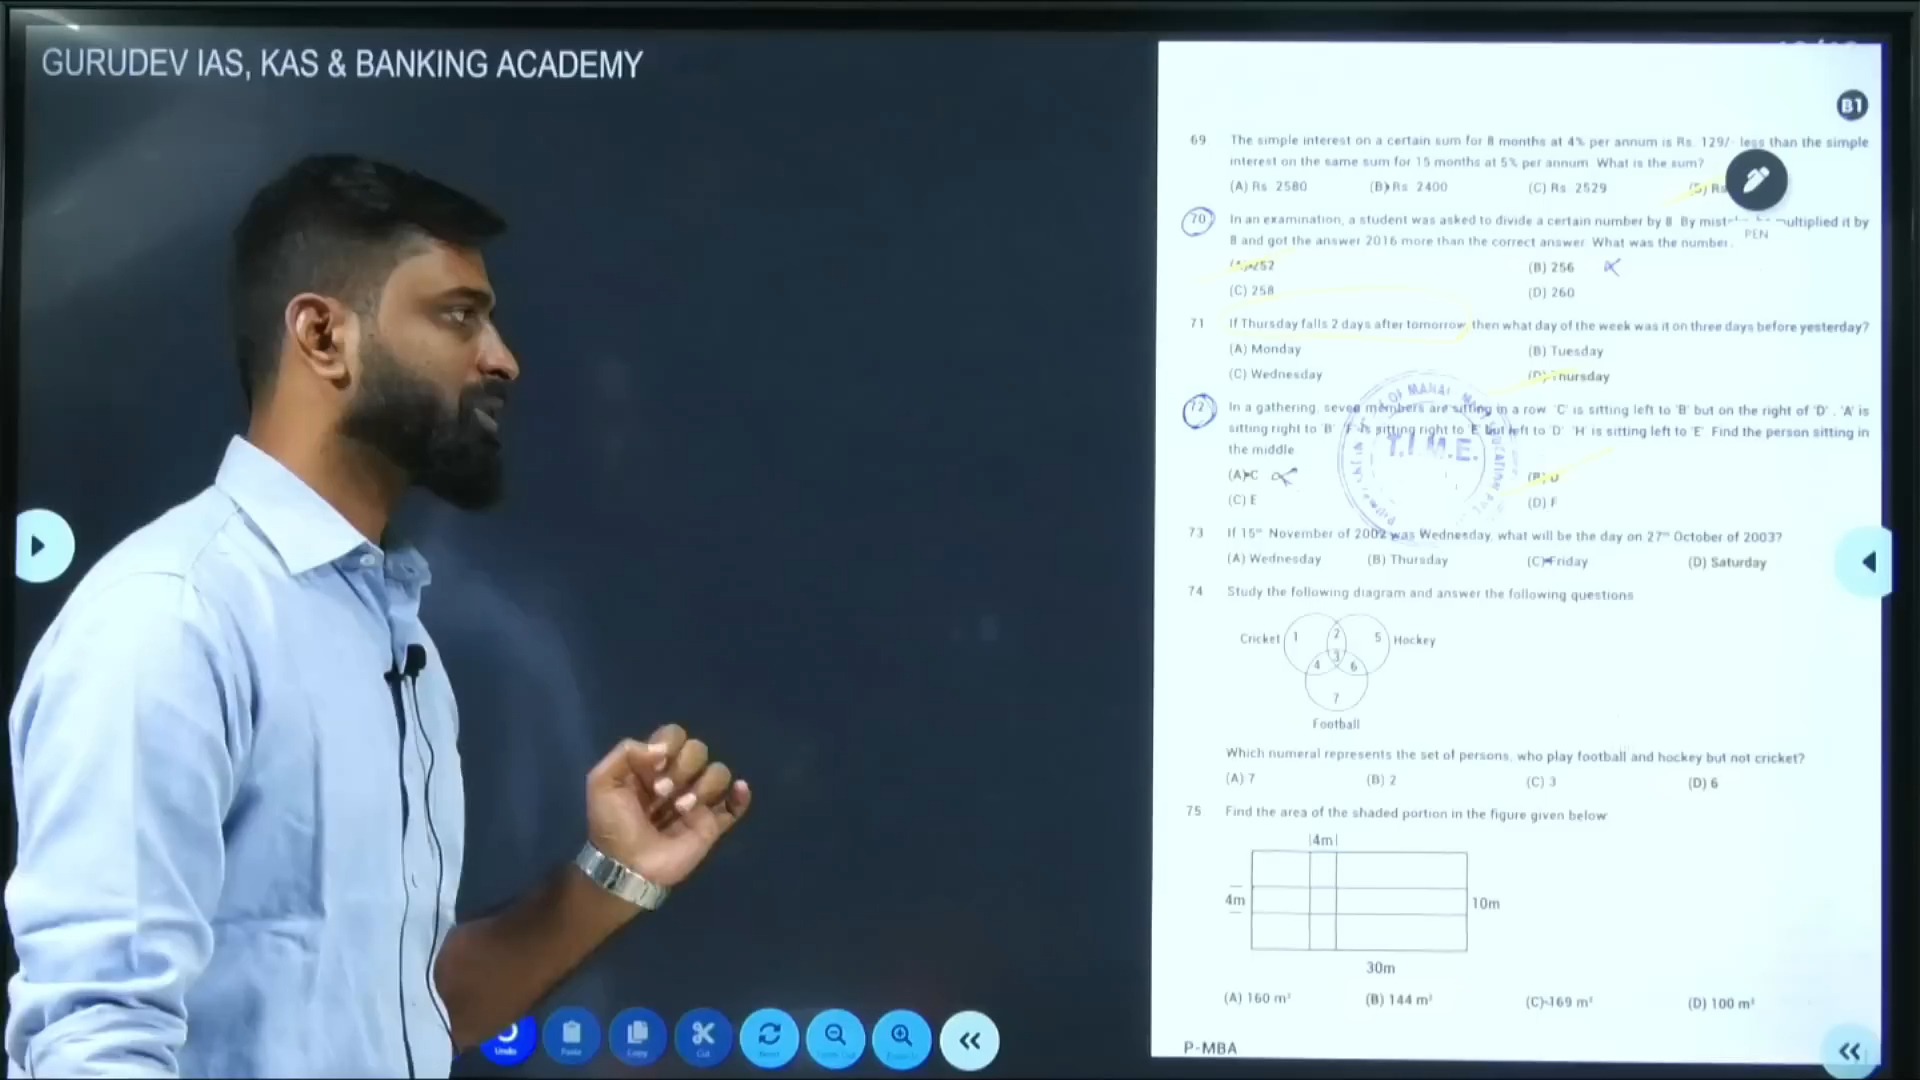 GURUDEV IAS, KAS & BANKING ACADEMY
B1
69 The simple interest on a certain sum for 8 months at 4% per annum is Rs. 129/- less than the simple
interest on the same sum for 15 months at 5% per annum. What is the sum?
(A) Rs. 2580 (B) Rs. 2400 (C) Rs. 2529
PEN
70 In an examination, a student was asked to divide a certain number by 8. By multiplied it by
8 and got the answer 2016 more than the correct answer. What was the number
252 (B) 256
(C) 258 (D) 260
71 If Thursday falls 2 days after tomorrow, then what day of the week was it on three days before yesterday?
(A) Monday (B) Tuesday
(C) Wednesday (D) Thursday
72 In a gathering, seven members are sitting in a row. 'C' is sitting left to 'B' but on the right of 'D'. 'A' is
sitting right to 'B'. 'F' is sitting right to 'E' but left to 'D'. 'H' is sitting left to 'E'. Find the person sitting in
the middle
(A) C (B) D
(C) E (D) F
T.I.M.E.
73 If 15th November of 2002 was Wednesday, what will be the day on 27th October of 2003?
(A) Wednesday (B) Thursday (C) Friday (D) Saturday
74 Study the following diagram and answer the following questions
Cricket 1 2 5 Hockey
3
4 6
7
Football
Which numeral represents the set of persons, who play football and hockey but not cricket?
(A) 7 (B) 2 (C) 3 (D) 6
75 Find the area of the shaded portion in the figure given below
4m
4m 10m
30m
(A) 160 m² (B) 144 m² (C) 169 m² (D) 100 m²
P-MBA
Undo Paste Copy Cut